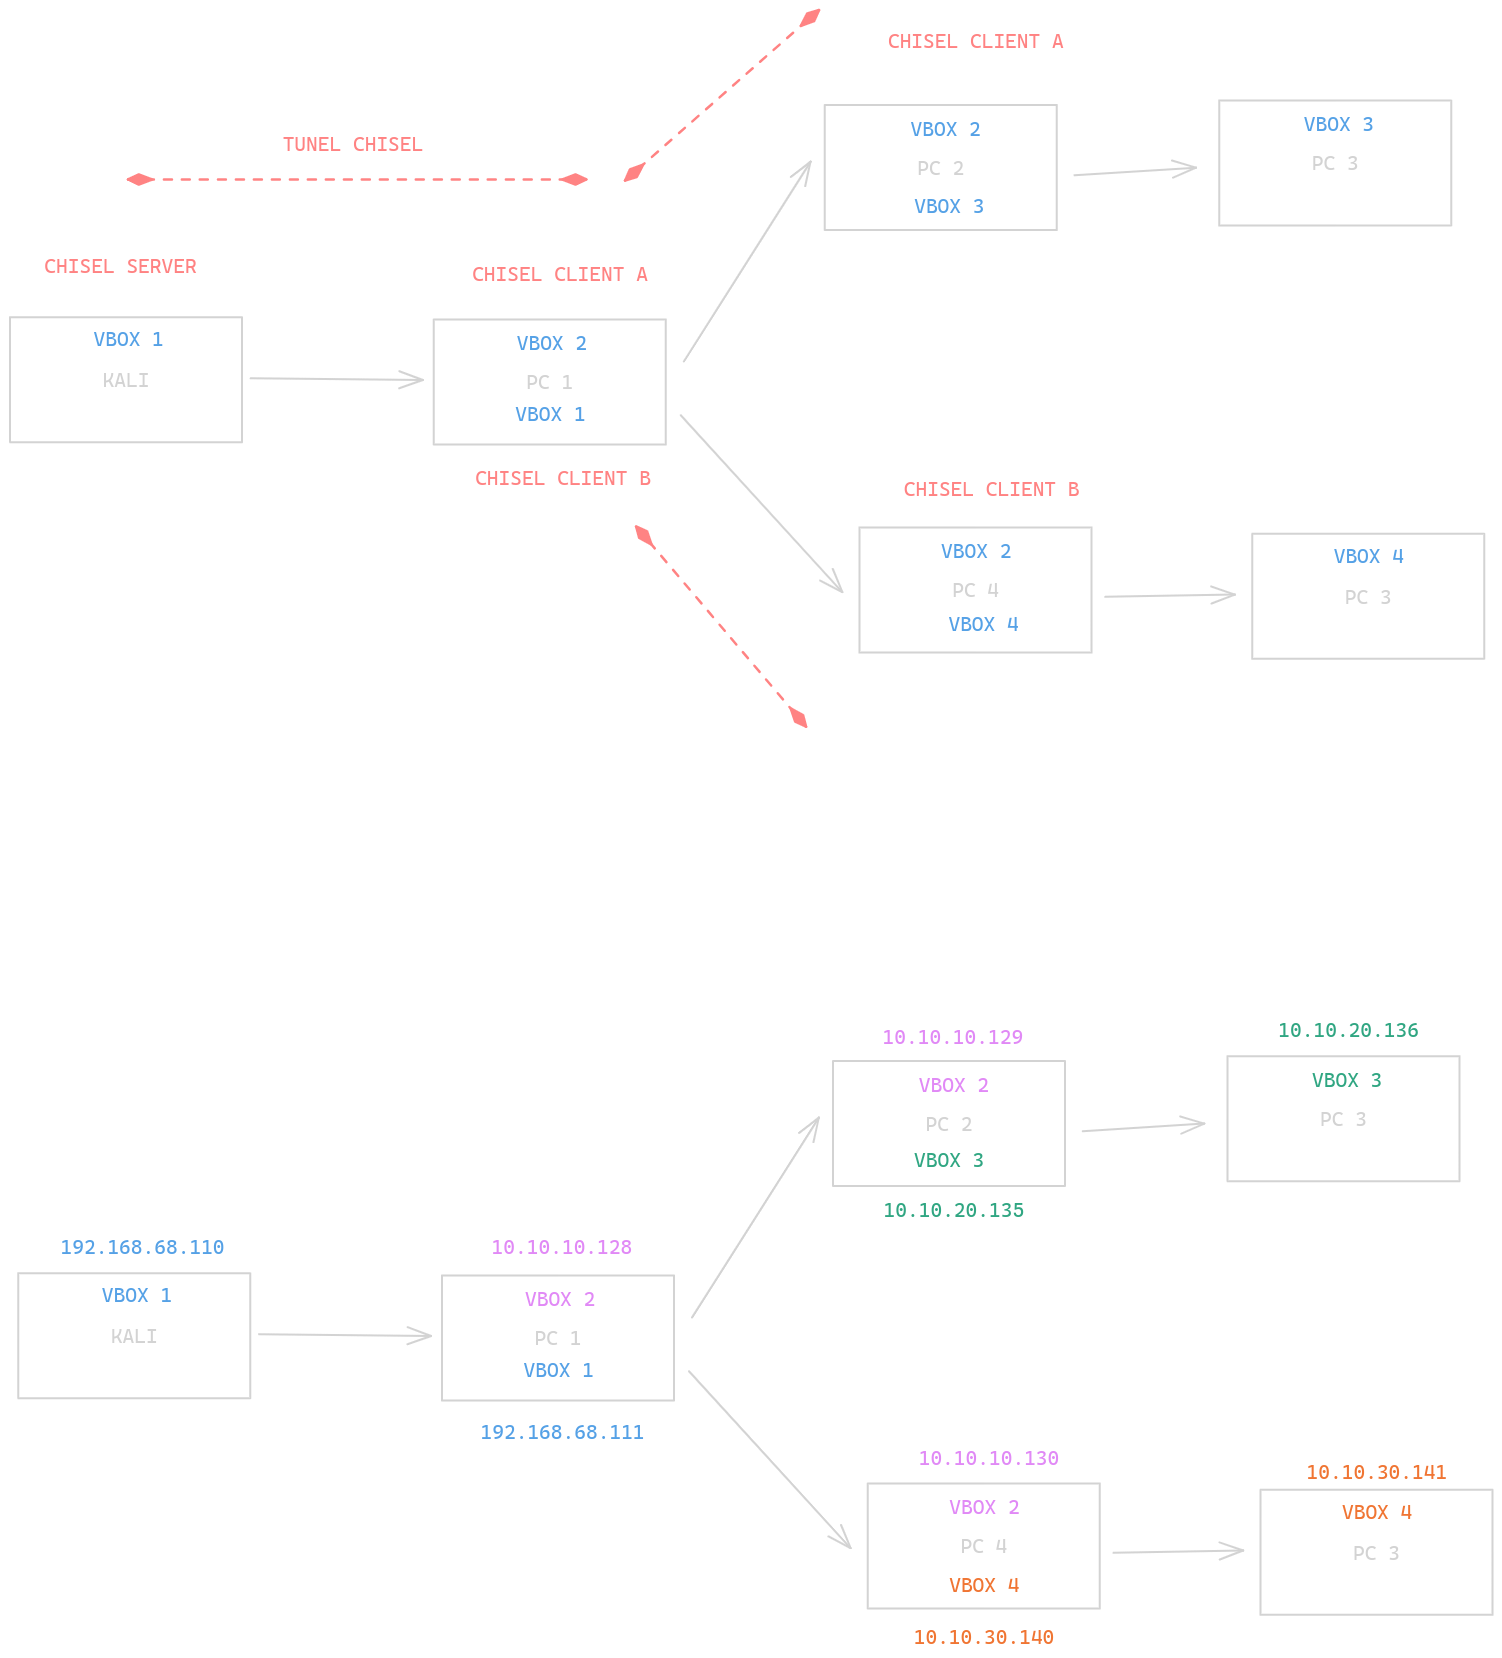 CHISEL CLIENT A
VBOX 2
PC 2
VBOX 3
VBOX 3
PC 3
TUNEL CHISEL
CHISEL SERVER
VBOX 1
KALI
CHISEL CLIENT A
VBOX 2
PC 1
VBOX 1
CHISEL CLIENT B
CHISEL CLIENT B
VBOX 2
PC 4
VBOX 4
VBOX 4
PC 3
10.10.10.129
VBOX 2
PC 2
VBOX 3
10.10.20.135
10.10.20.136
VBOX 3
PC 3
192.168.68.110
VBOX 1
KALI
10.10.10.128
VBOX 2
PC 1
VBOX 1
192.168.68.111
10.10.10.130
VBOX 2
PC 4
VBOX 4
10.10.30.140
10.10.30.141
VBOX 4
PC 3